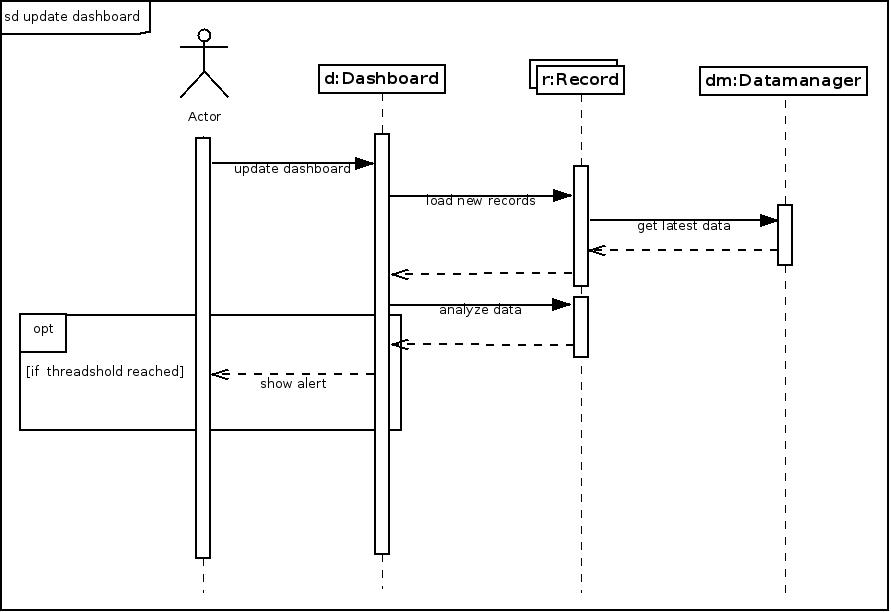 sd update dashboard
Actor
d:Dashboard
r:Record
dm:Datamanager
update dashboard
load new records
get latest data
analyze data
opt
[if threadshold reached]
show alert